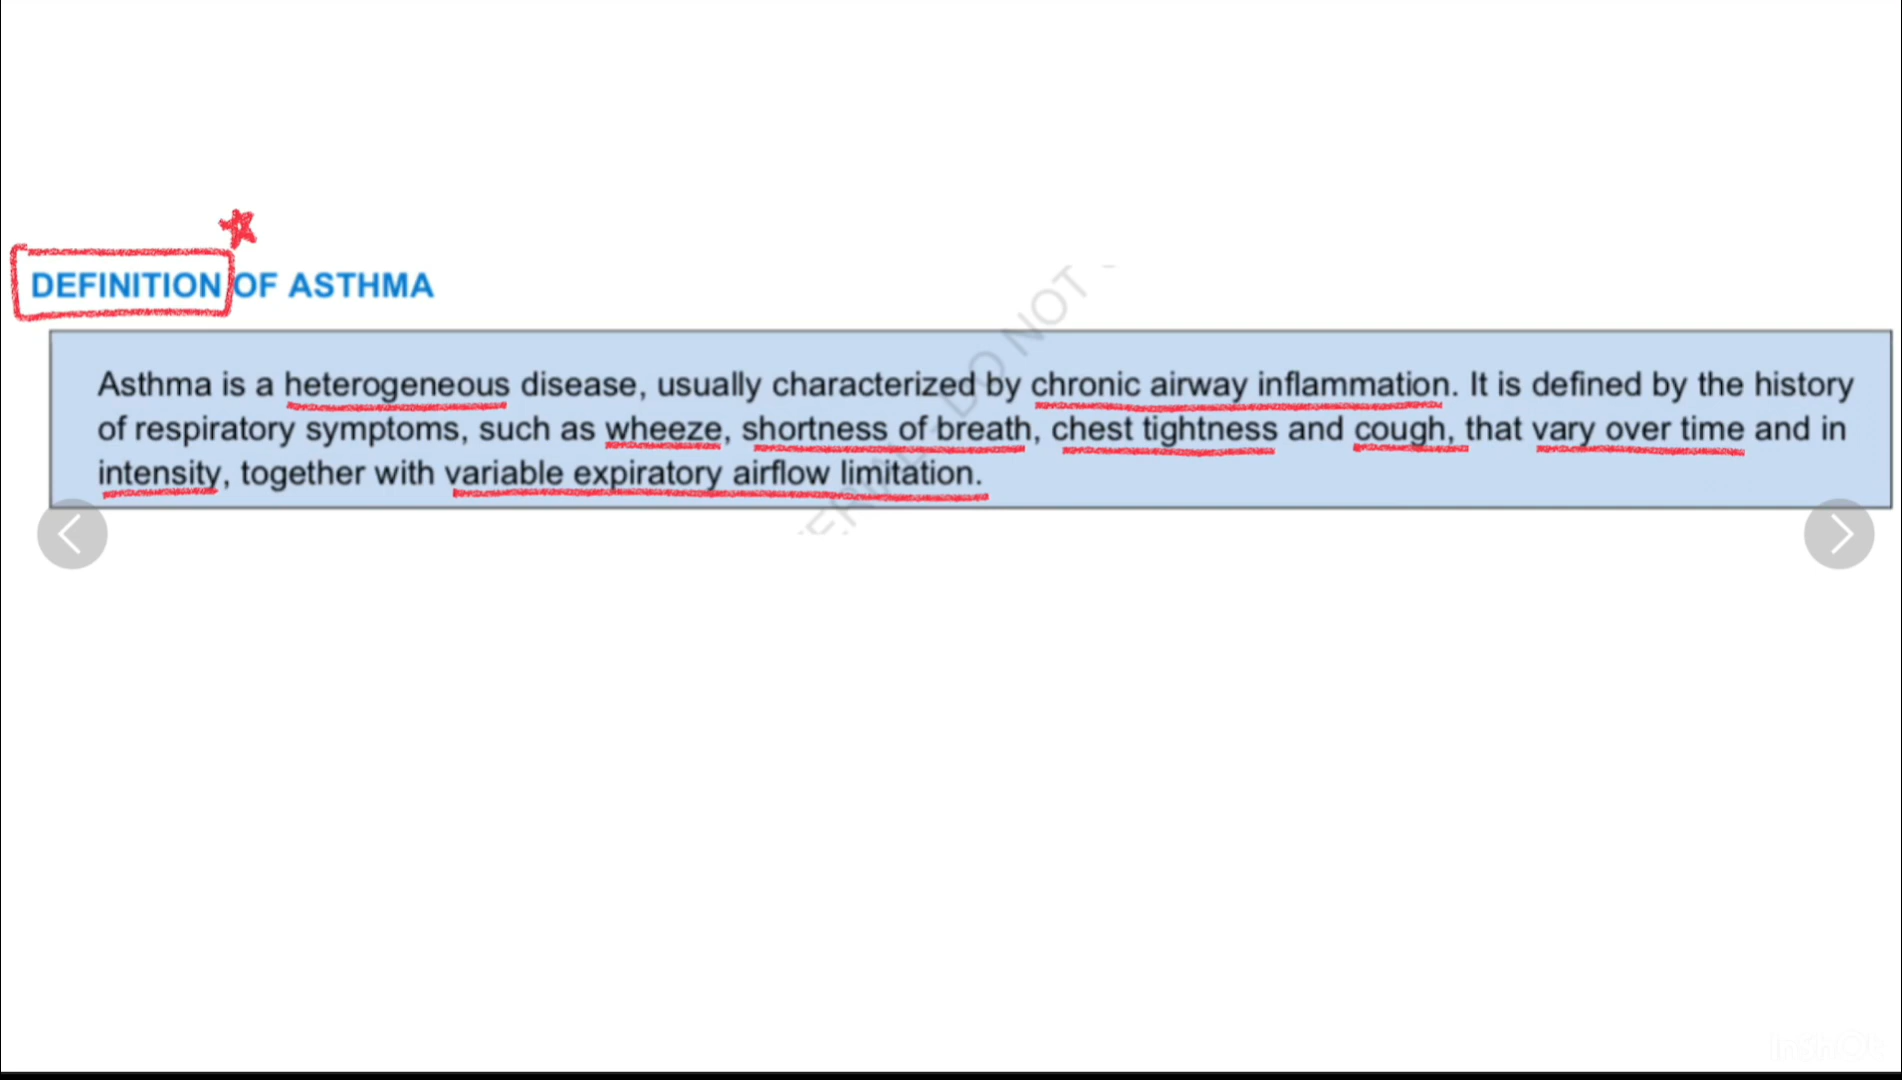 DEFINITION OF ASTHMA
Asthma is a heterogeneous disease, usually characterized by chronic airway inflammation. It is defined by the history
of respiratory symptoms, such as wheeze, shortness of breath, chest tightness and cough, that vary over time and in
intensity, together with variable expiratory airflow limitation.
DO NOT